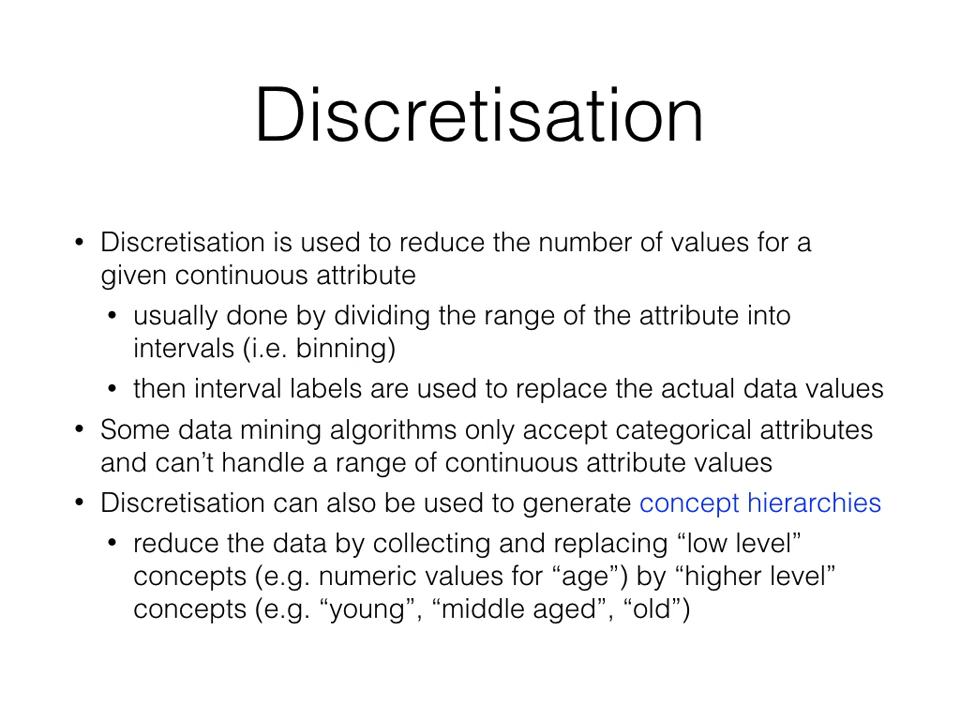 Discretisation
• Discretisation is used to reduce the number of values for a
given continuous attribute
• usually done by dividing the range of the attribute into
intervals (i.e. binning)
• then interval labels are used to replace the actual data values
• Some data mining algorithms only accept categorical attributes
and can’t handle a range of continuous attribute values
• Discretisation can also be used to generate concept hierarchies
• reduce the data by collecting and replacing “low level”
concepts (e.g. numeric values for “age”) by “higher level”
concepts (e.g. “young”, “middle aged”, “old”)